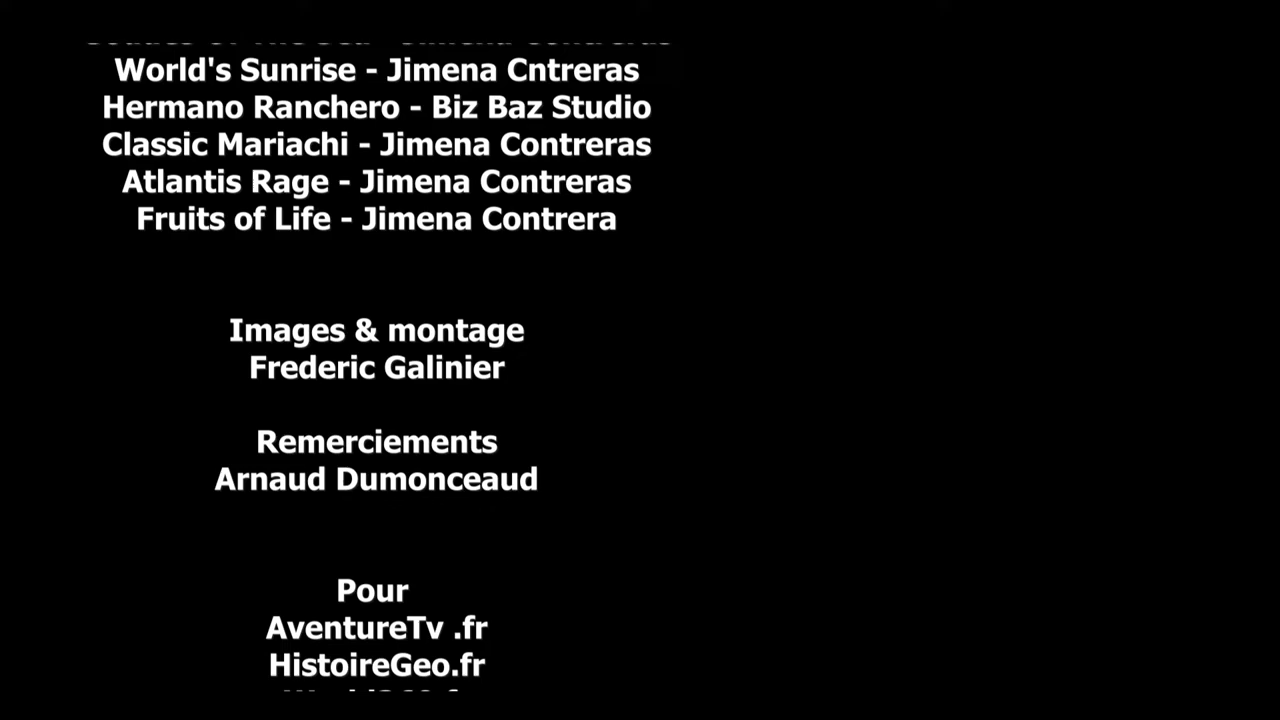 World's Sunrise - Jimena Cntreras
Hermano Ranchero - Biz Baz Studio
Classic Mariachi - Jimena Contreras
Atlantis Rage - Jimena Contreras
Fruits of Life - Jimena Contrera
Images & montage
Frederic Galinier
Remerciements
Arnaud Dumonceaud
Pour
AventureTv .fr
HistoireGeo.fr